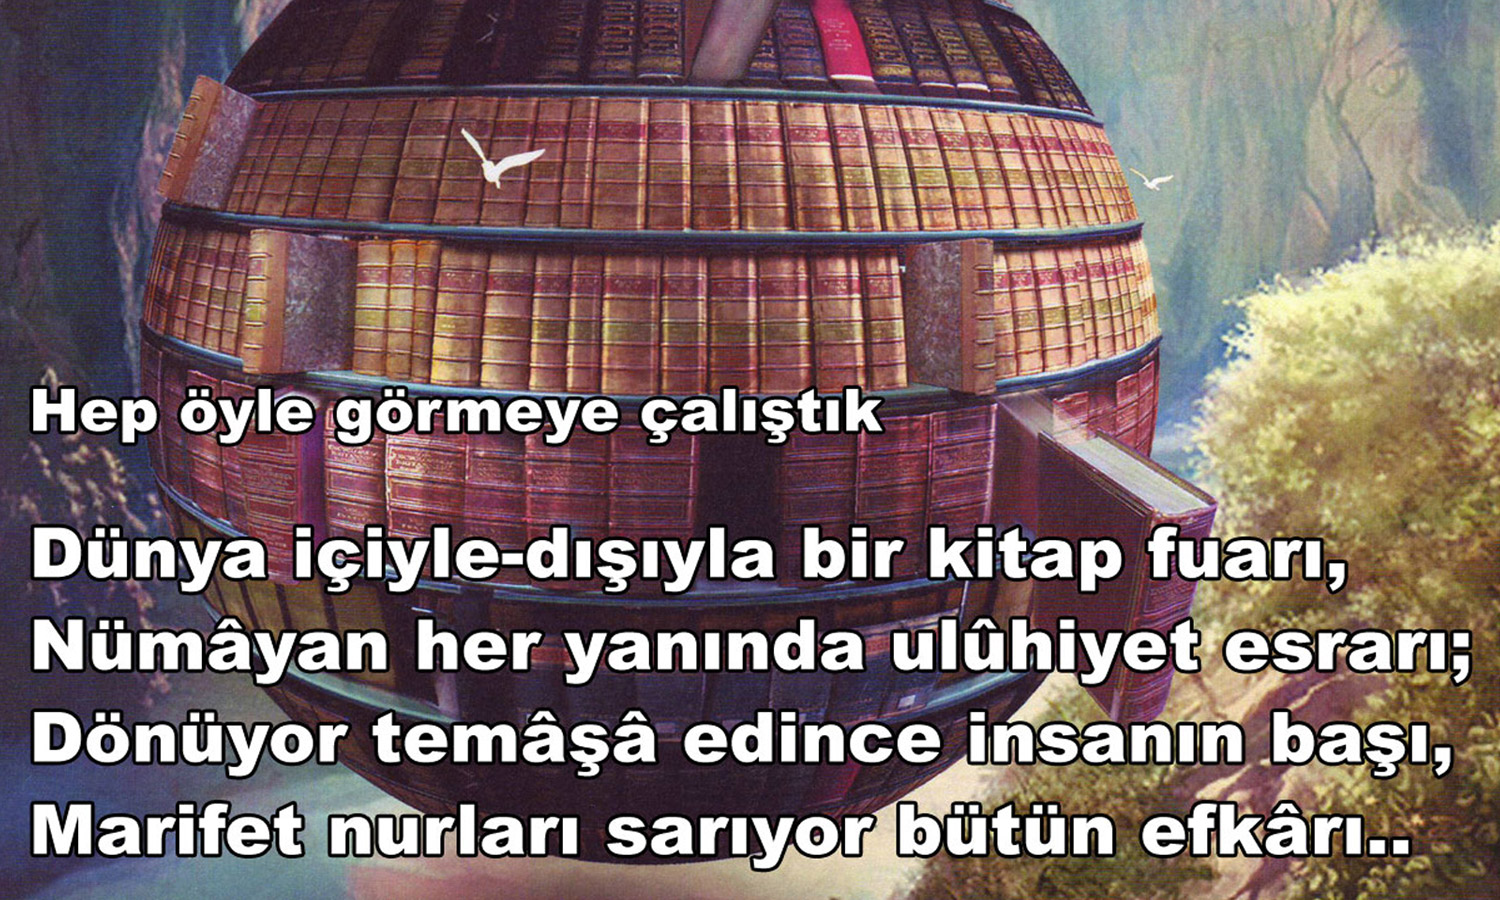 Hep öyle görmeye çalıştık
Dünya içiyle-dışıyla bir kitap fuarı,
Nümâyan her yanında ulûhiyet esrarı;
Dönüyor temâşâ edince insanın başı,
Marifet nurları sarıyor bütün efkârı..